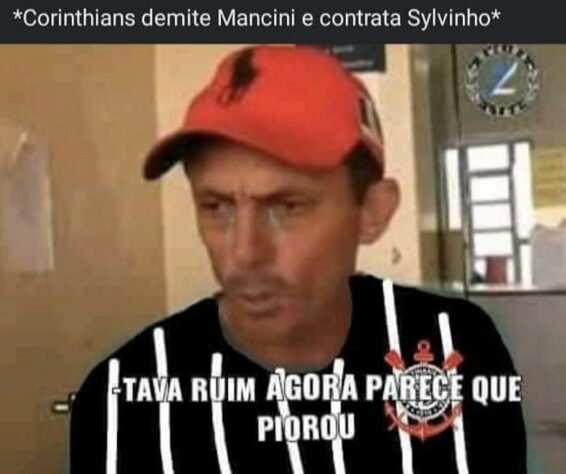 *Corinthians demite Mancini e contrata Sylvinho*
-TAVA RUIM AGORA PARECE QUE
PIOROU